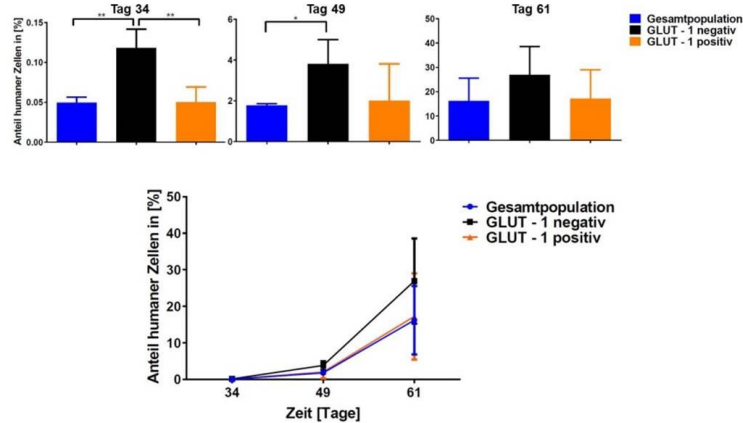 Tag 34
Tag 49
Tag 61
Anteil humaner Zellen in [%]
0.15
0.10
0.05
0.00
**
**
6
4
2
0
*
50
40
30
20
10
0
Gesamtpopulation
GLUT - 1 negativ
GLUT - 1 positiv
Anteil humaner Zellen in [%]
50
40
30
20
10
0
34
49
61
Zeit [Tage]
Gesamtpopulation
GLUT - 1 negativ
GLUT - 1 positiv